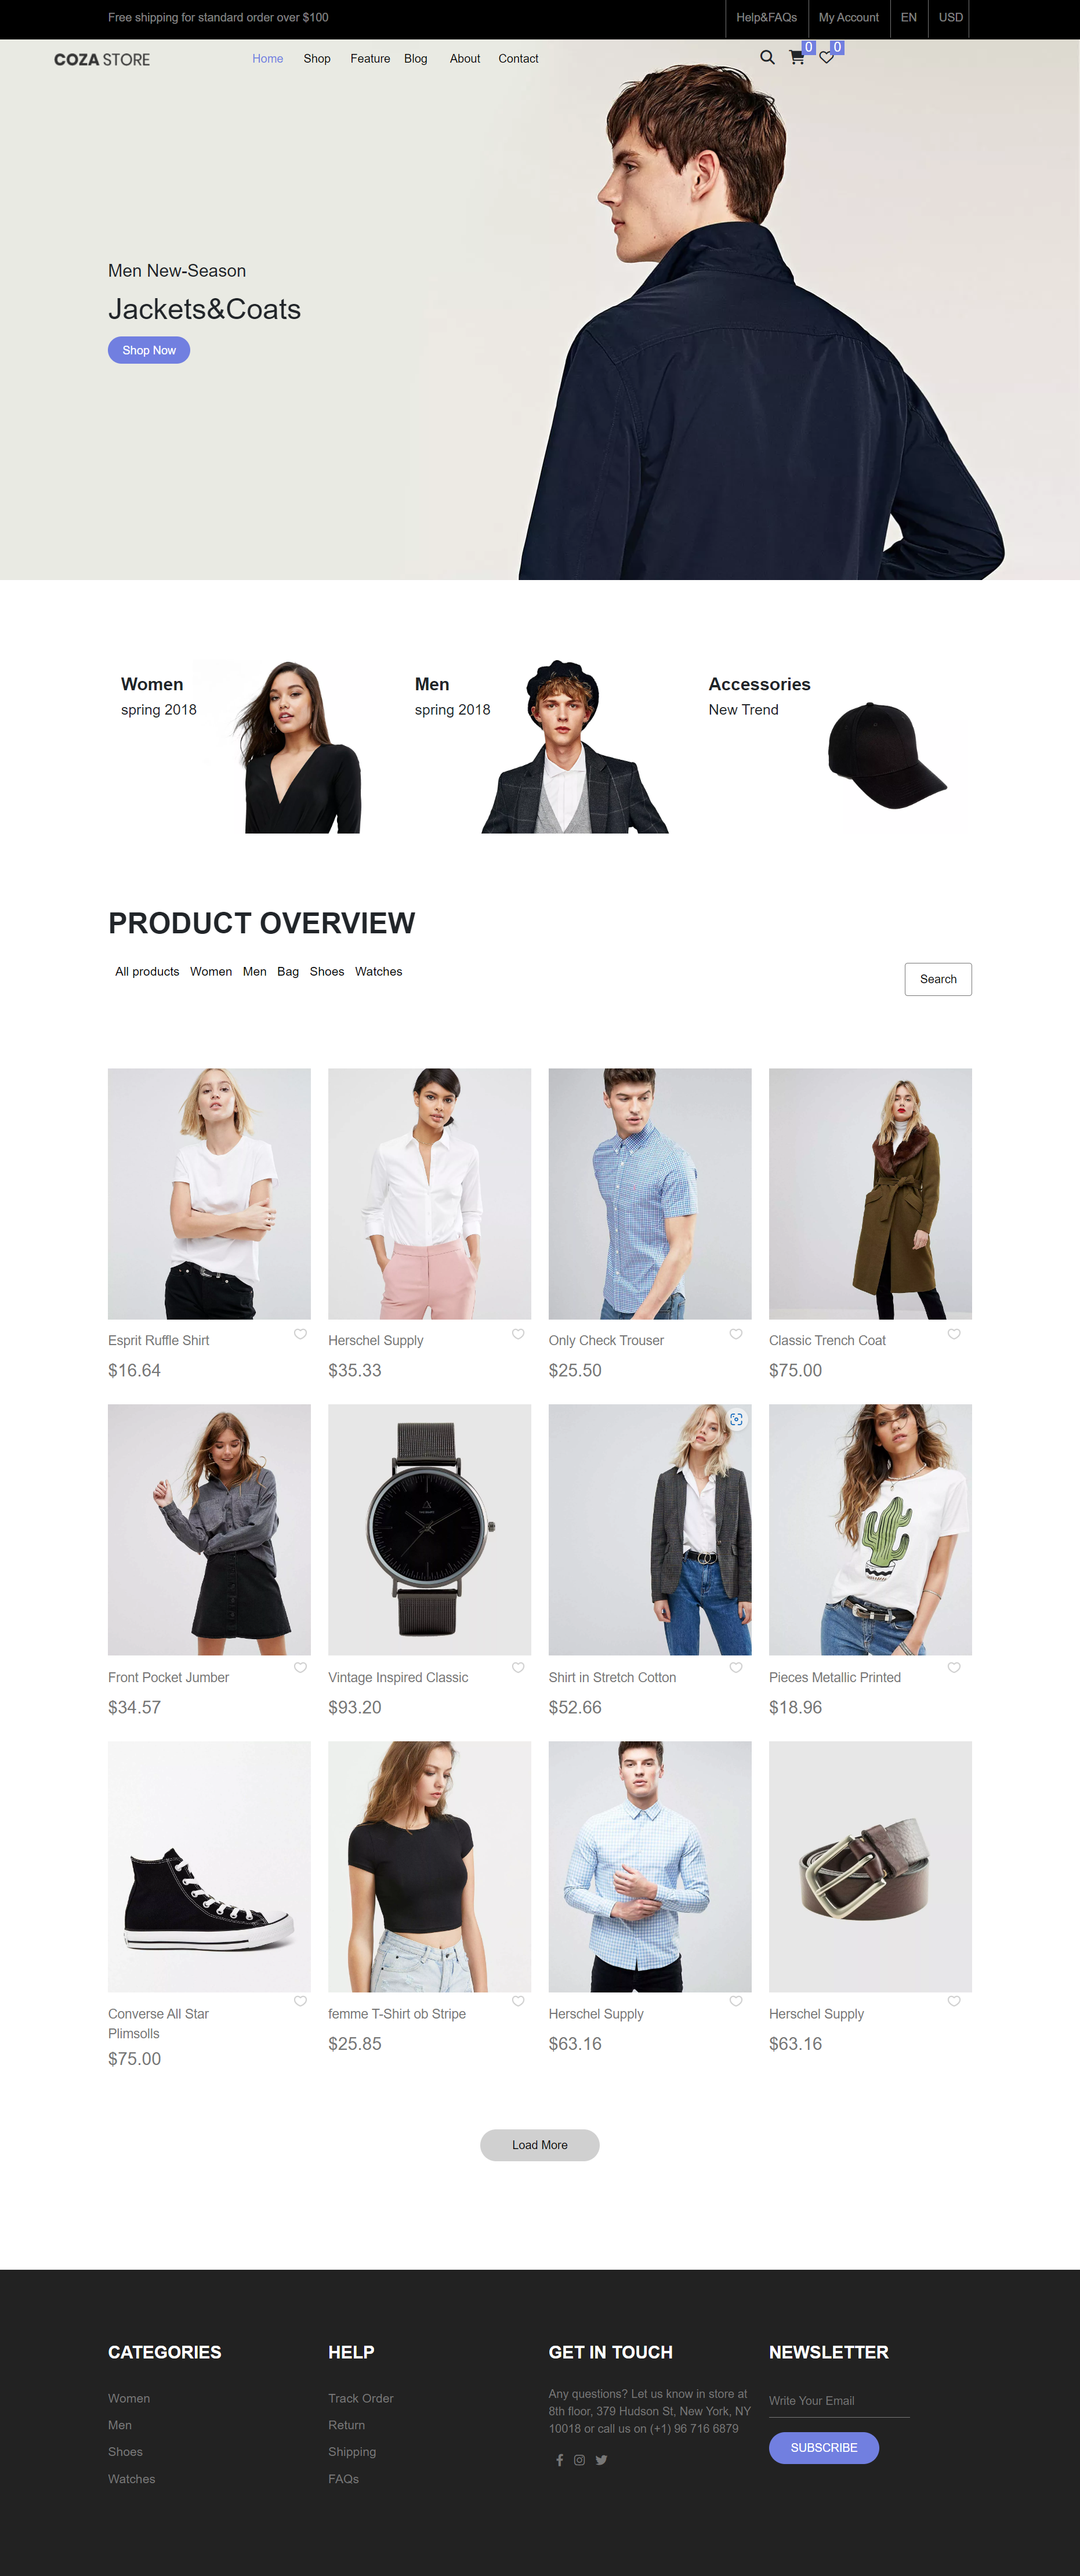 Free shipping for standard order over $100
Help&FAQs
My Account
EN
USD
COZA STORE
Home
Shop
Feature
Blog
About
Contact
0
0
Men New-Season
Jackets&Coats
Shop Now
Women
spring 2018
Men
spring 2018
Accessories
New Trend
PRODUCT OVERVIEW
All products
Women
Men
Bag
Shoes
Watches
Search
Esprit Ruffle Shirt
$16.64
Herschel Supply
$35.33
Only Check Trouser
$25.50
Classic Trench Coat
$75.00
Front Pocket Jumber
$34.57
Vintage Inspired Classic
$93.20
Shirt in Stretch Cotton
$52.66
Pieces Metallic Printed
$18.96
Converse All Star
Plimsolls
$75.00
femme T-Shirt ob Stripe
$25.85
Herschel Supply
$63.16
Herschel Supply
$63.16
Load More
CATEGORIES
Women
Men
Shoes
Watches
HELP
Track Order
Return
Shipping
FAQs
GET IN TOUCH
Any questions? Let us know in store at
8th floor, 379 Hudson St, New York, NY
10018 or call us on (+1) 96 716 6879
NEWSLETTER
Write Your Email
SUBSCRIBE